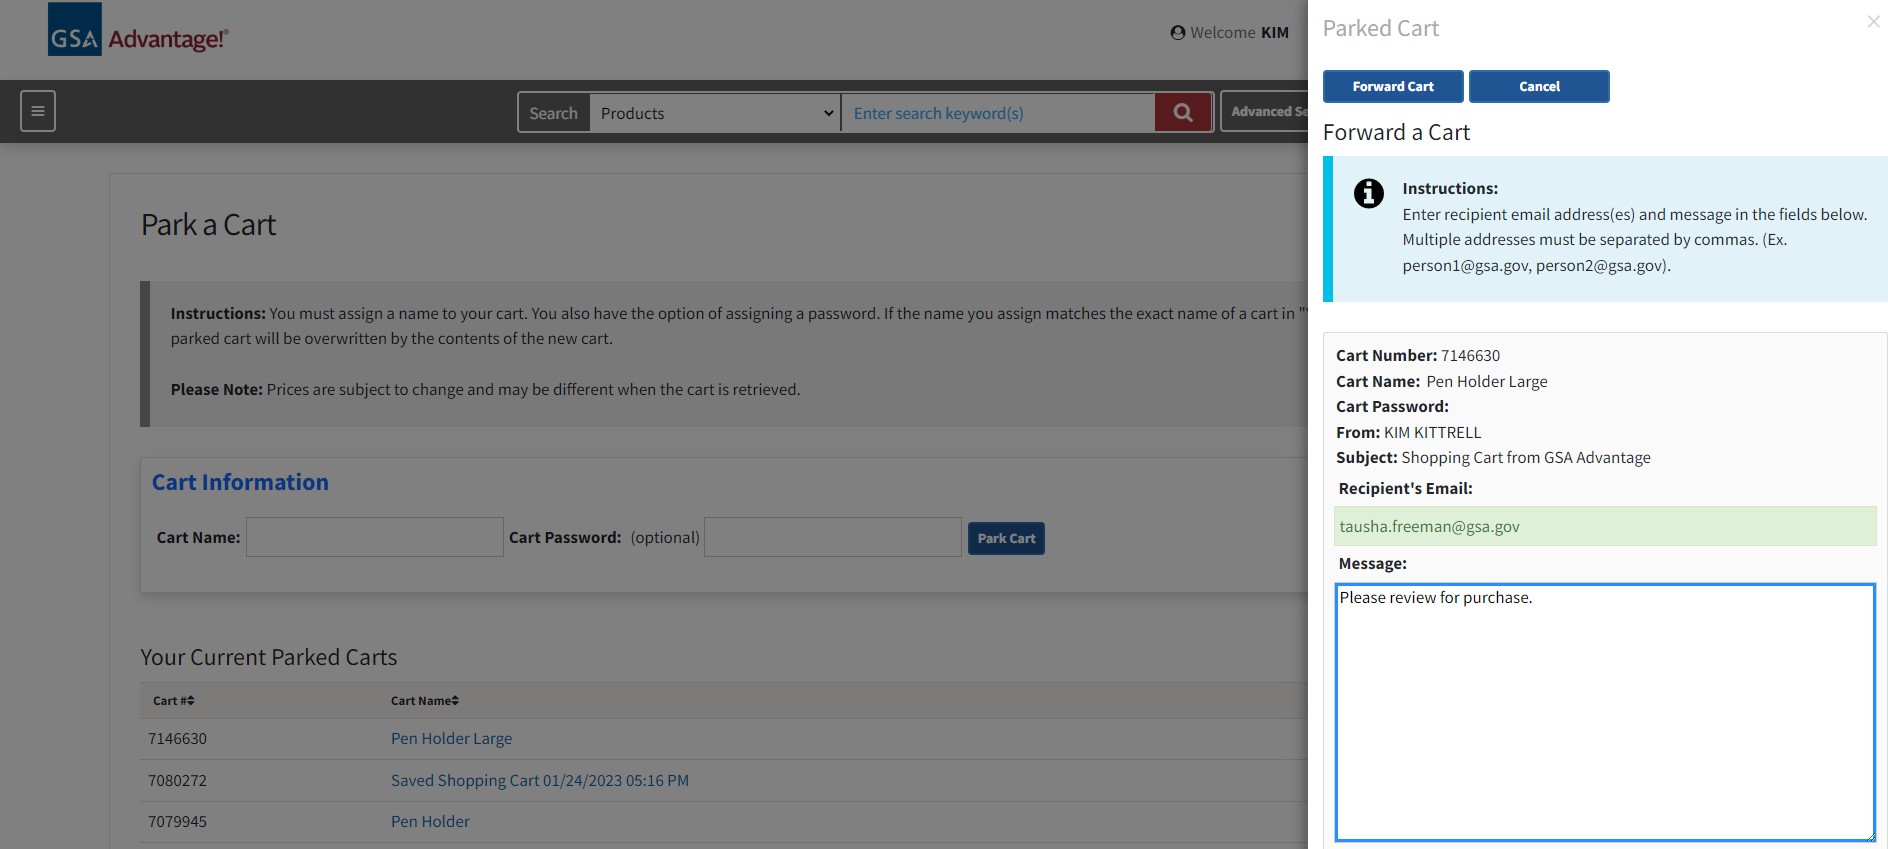 GSA Advantage!®
Welcome KIM
Search
Products
Enter search keyword(s)
Advanced Se
Park a Cart
Instructions: You must assign a name to your cart. You also have the option of assigning a password. If the name you assign matches the exact name of a cart in "
parked cart will be overwritten by the contents of the new cart.
Please Note: Prices are subject to change and may be different when the cart is retrieved.
Cart Information
Cart Name:
Cart Password: (optional)
Park Cart
Your Current Parked Carts
Cart #
Cart Name
7146630
Pen Holder Large
7080272
Saved Shopping Cart 01/24/2023 05:16 PM
7079945
Pen Holder
Parked Cart
×
Forward Cart
Cancel
Forward a Cart
Instructions:
Enter recipient email address(es) and message in the fields below.
Multiple addresses must be separated by commas. (Ex.
person1@gsa.gov, person2@gsa.gov).
Cart Number: 7146630
Cart Name: Pen Holder Large
Cart Password:
From: KIM KITTRELL
Subject: Shopping Cart from GSA Advantage
Recipient's Email:
tausha.freeman@gsa.gov
Message:
Please review for purchase.